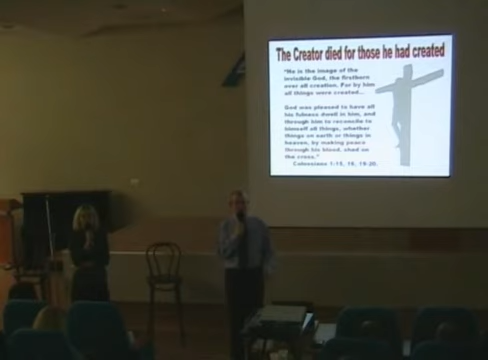 The Creator died for those he had created
"He is the image of the
invisible God, the firstborn
over all creation. For by him
all things were created...
God was pleased to have all
his fulness dwell in him, and
through him to reconcile to
himself all things, whether
things on earth or things in
heaven, by making peace
through his blood, shed on
the cross."
Colossians 1:15, 16, 19-20.